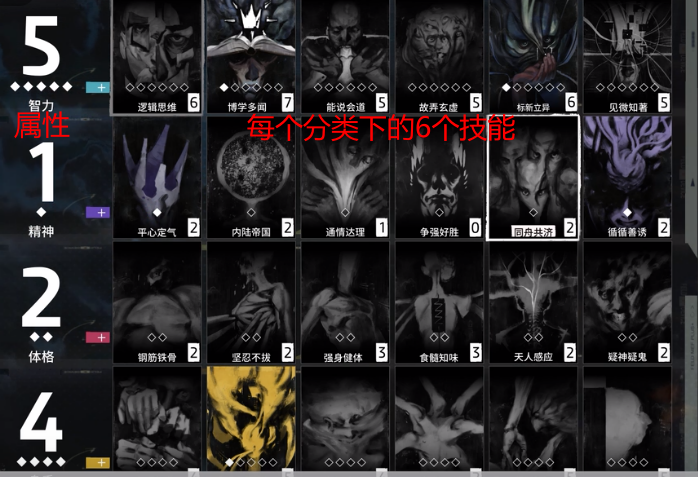 5
智力
属性
逻辑思维 6
博学多闻 7
能说会道 5
故弄玄虚 5
标新立异 6
见微知著 5
每个分类下的6个技能
1
精神
平心定气 2
内陆帝国 2
通情达理 1
争强好胜 0
同舟共济 2
循循善诱 2
2
体格
钢筋铁骨 2
坚忍不拔 2
强身健体 3
食髓知味 3
天人感应 2
疑神疑鬼 2
4